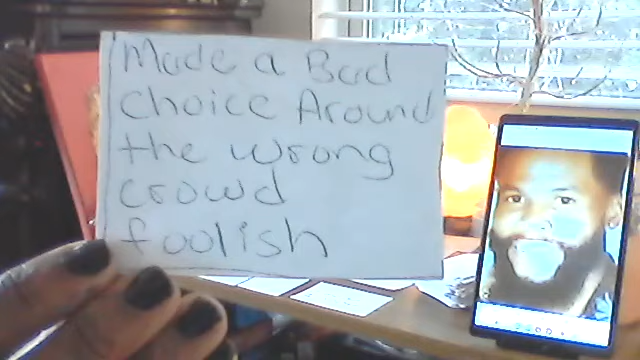 Made a Bad
choice Around
the wrong
crowd
foolish